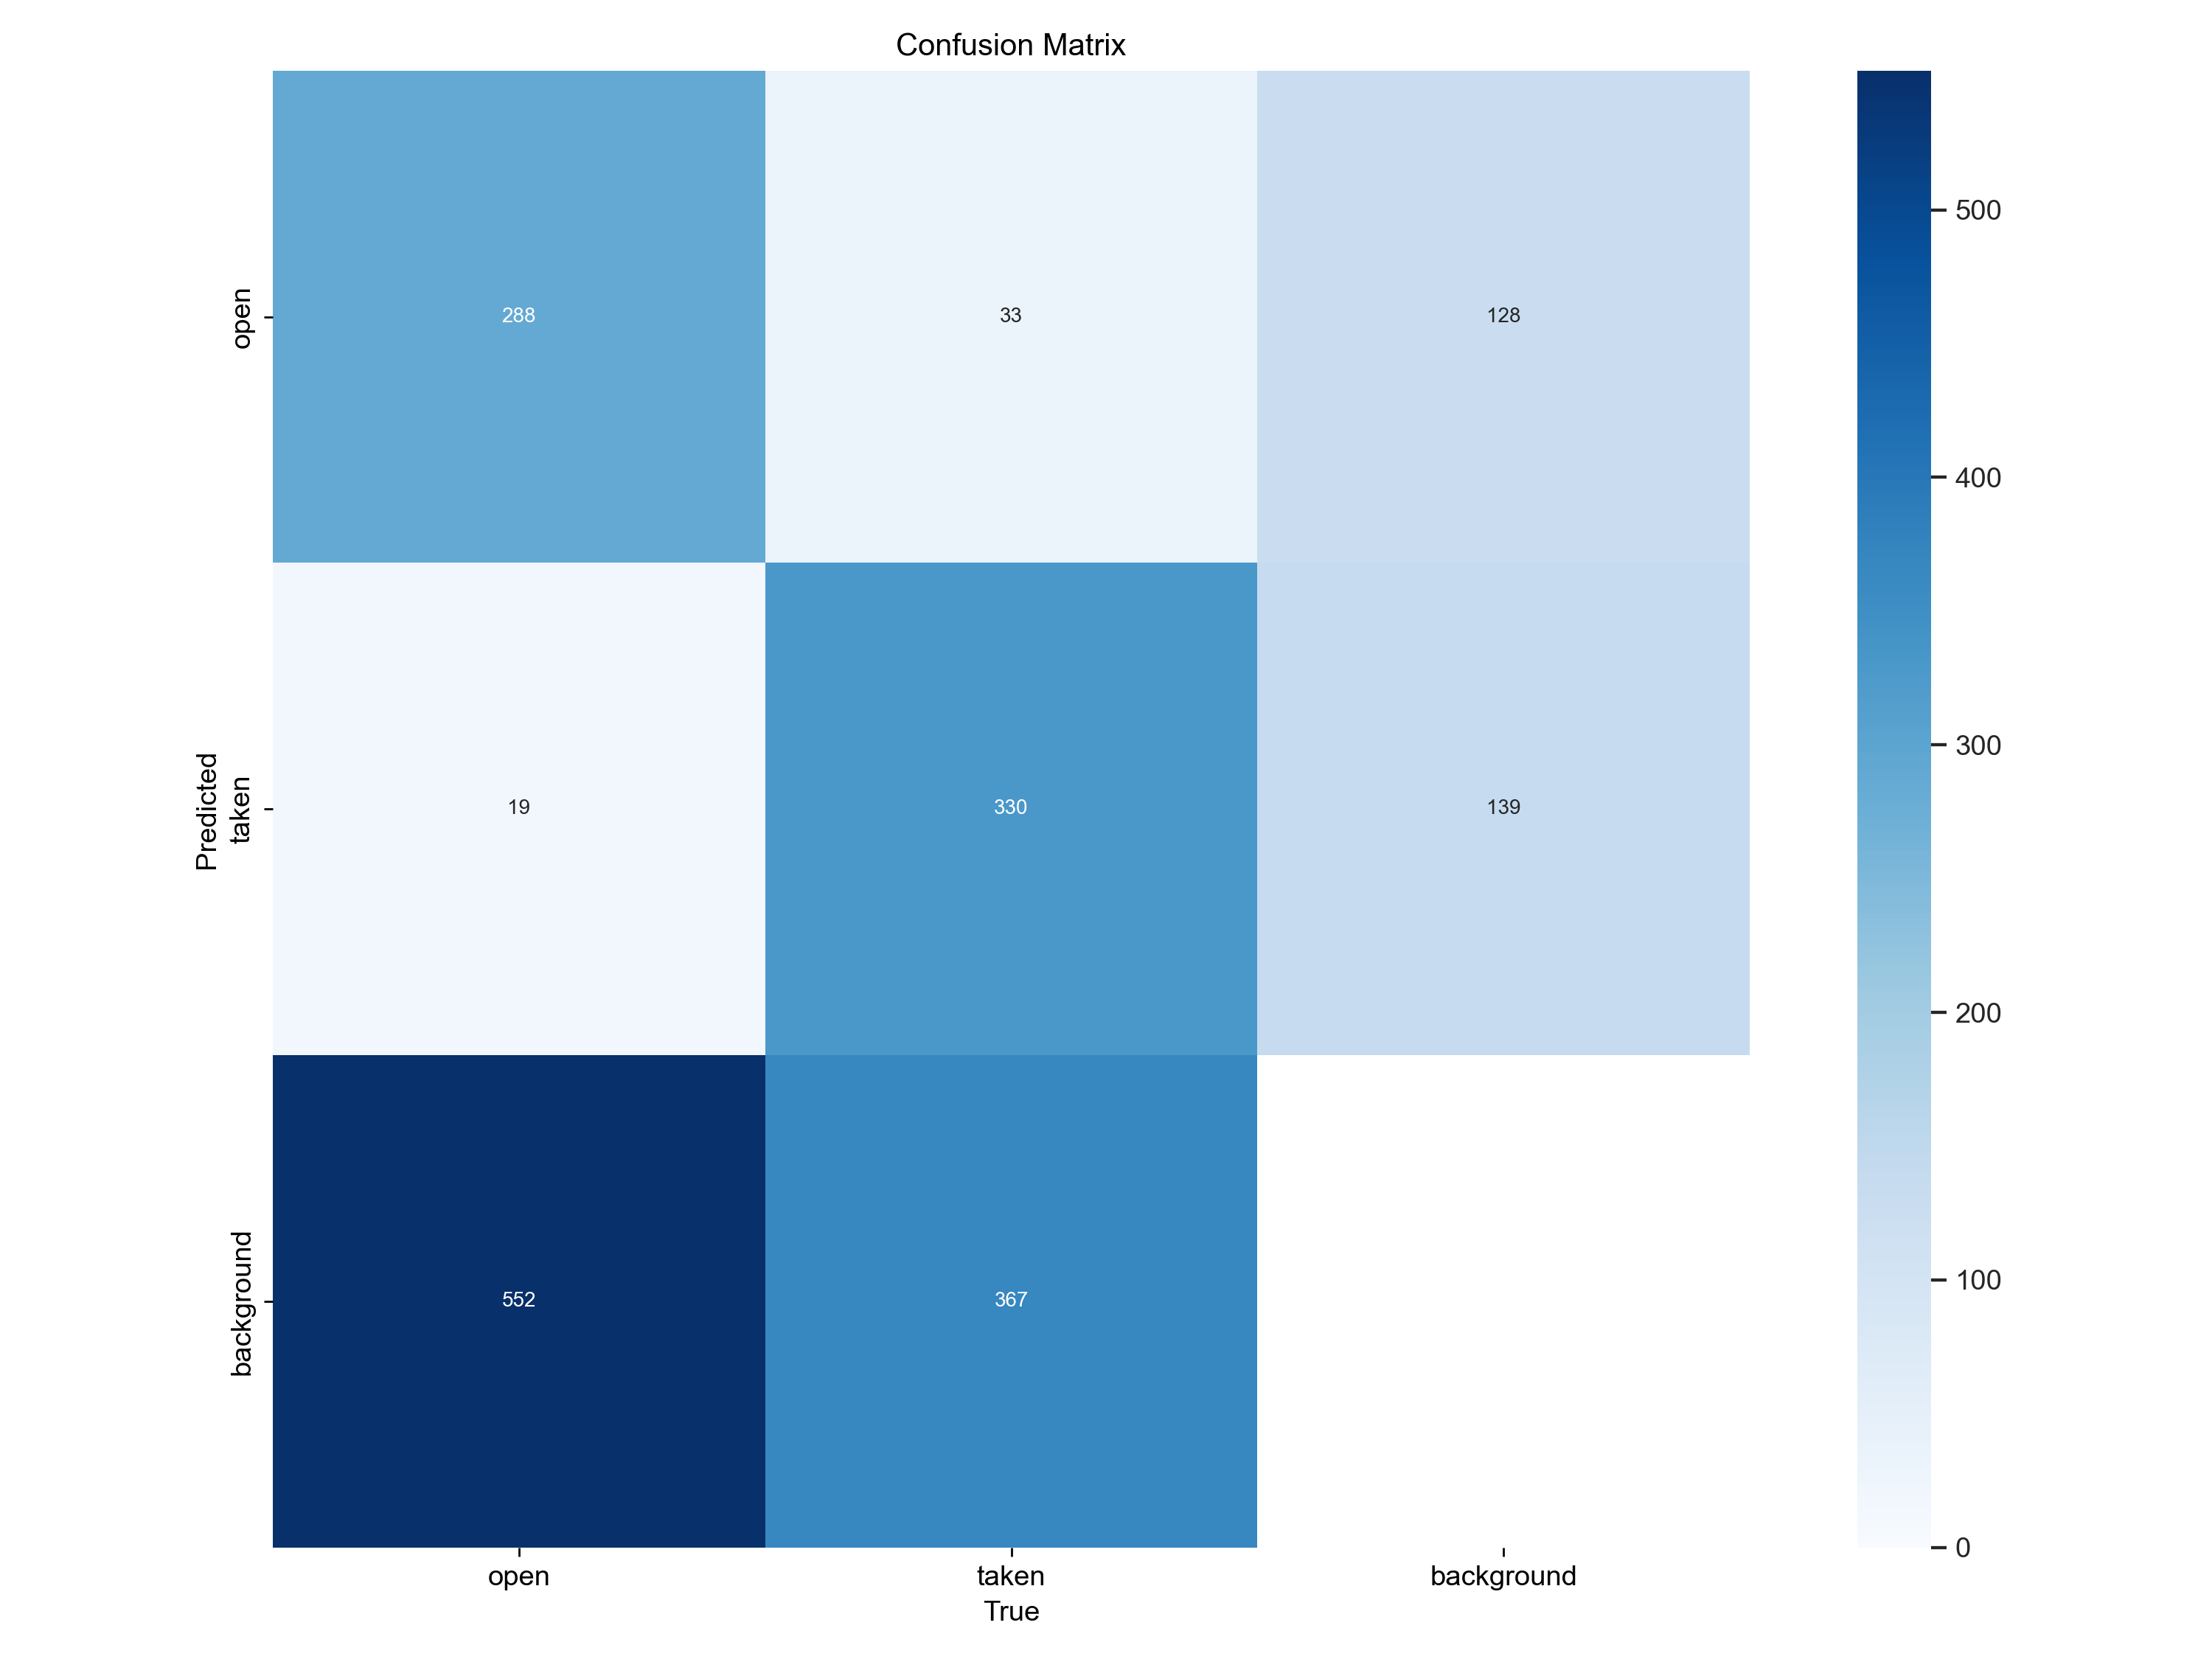 Confusion Matrix
open
288
33
128
Predicted
taken
19
330
139
background
552
367
open
taken
background
True
500
400
300
200
100
0